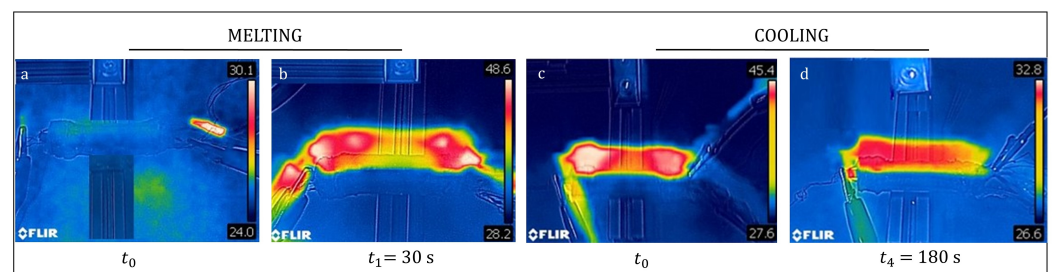 MELTING
COOLING
a
30.1
24.0
FLIR
t₀
b
48.6
28.2
FLIR
t₁= 30 s
c
45.4
27.6
FLIR
t₀
d
32.8
26.6
FLIR
t₄ = 180 s